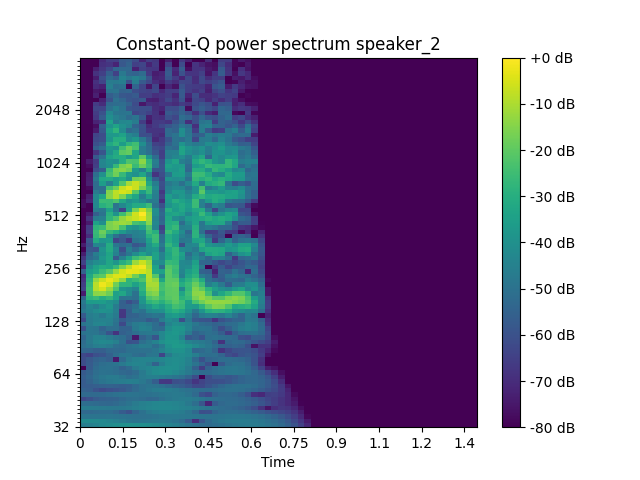 Constant-Q power spectrum speaker_2
Hz
2048
1024
512
256
128
64
32
0 0.15 0.3 0.45 0.6 0.75 0.9 1.1 1.2 1.4
Time
+0 dB
-10 dB
-20 dB
-30 dB
-40 dB
-50 dB
-60 dB
-70 dB
-80 dB